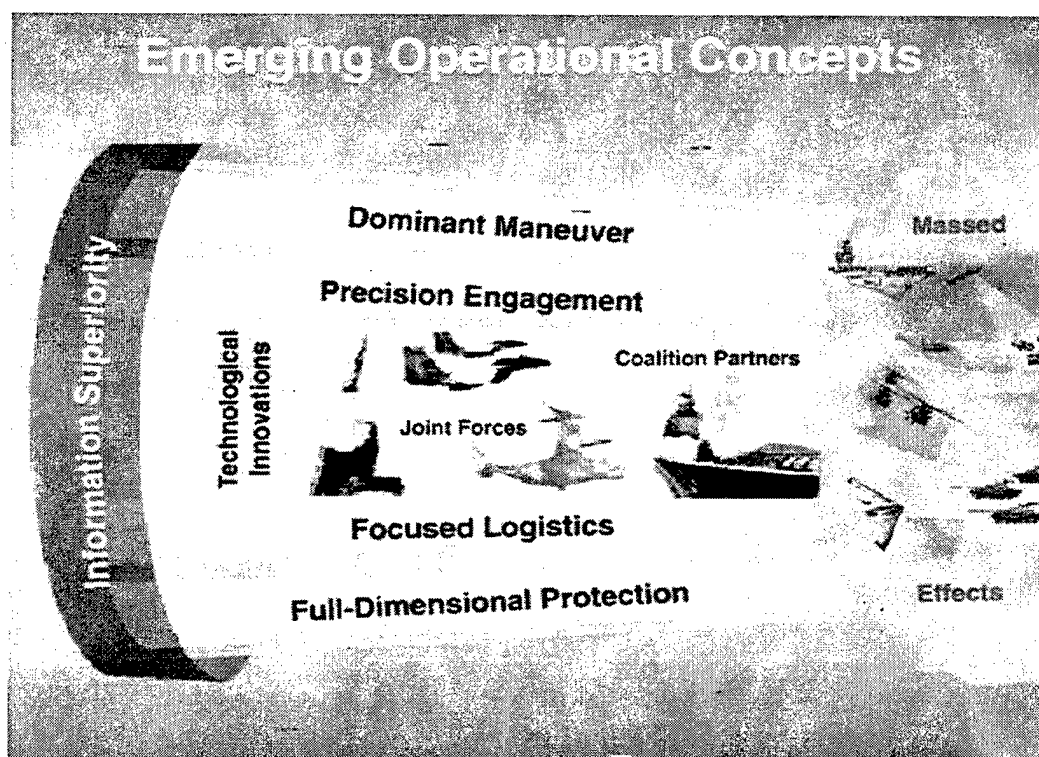 Emerging Operational Concepts
Information Superiority
Technological
Innovations
Dominant Maneuver
Precision Engagement
Coalition Partners
Joint Forces
Focused Logistics
Full-Dimensional Protection
Massed
Effects